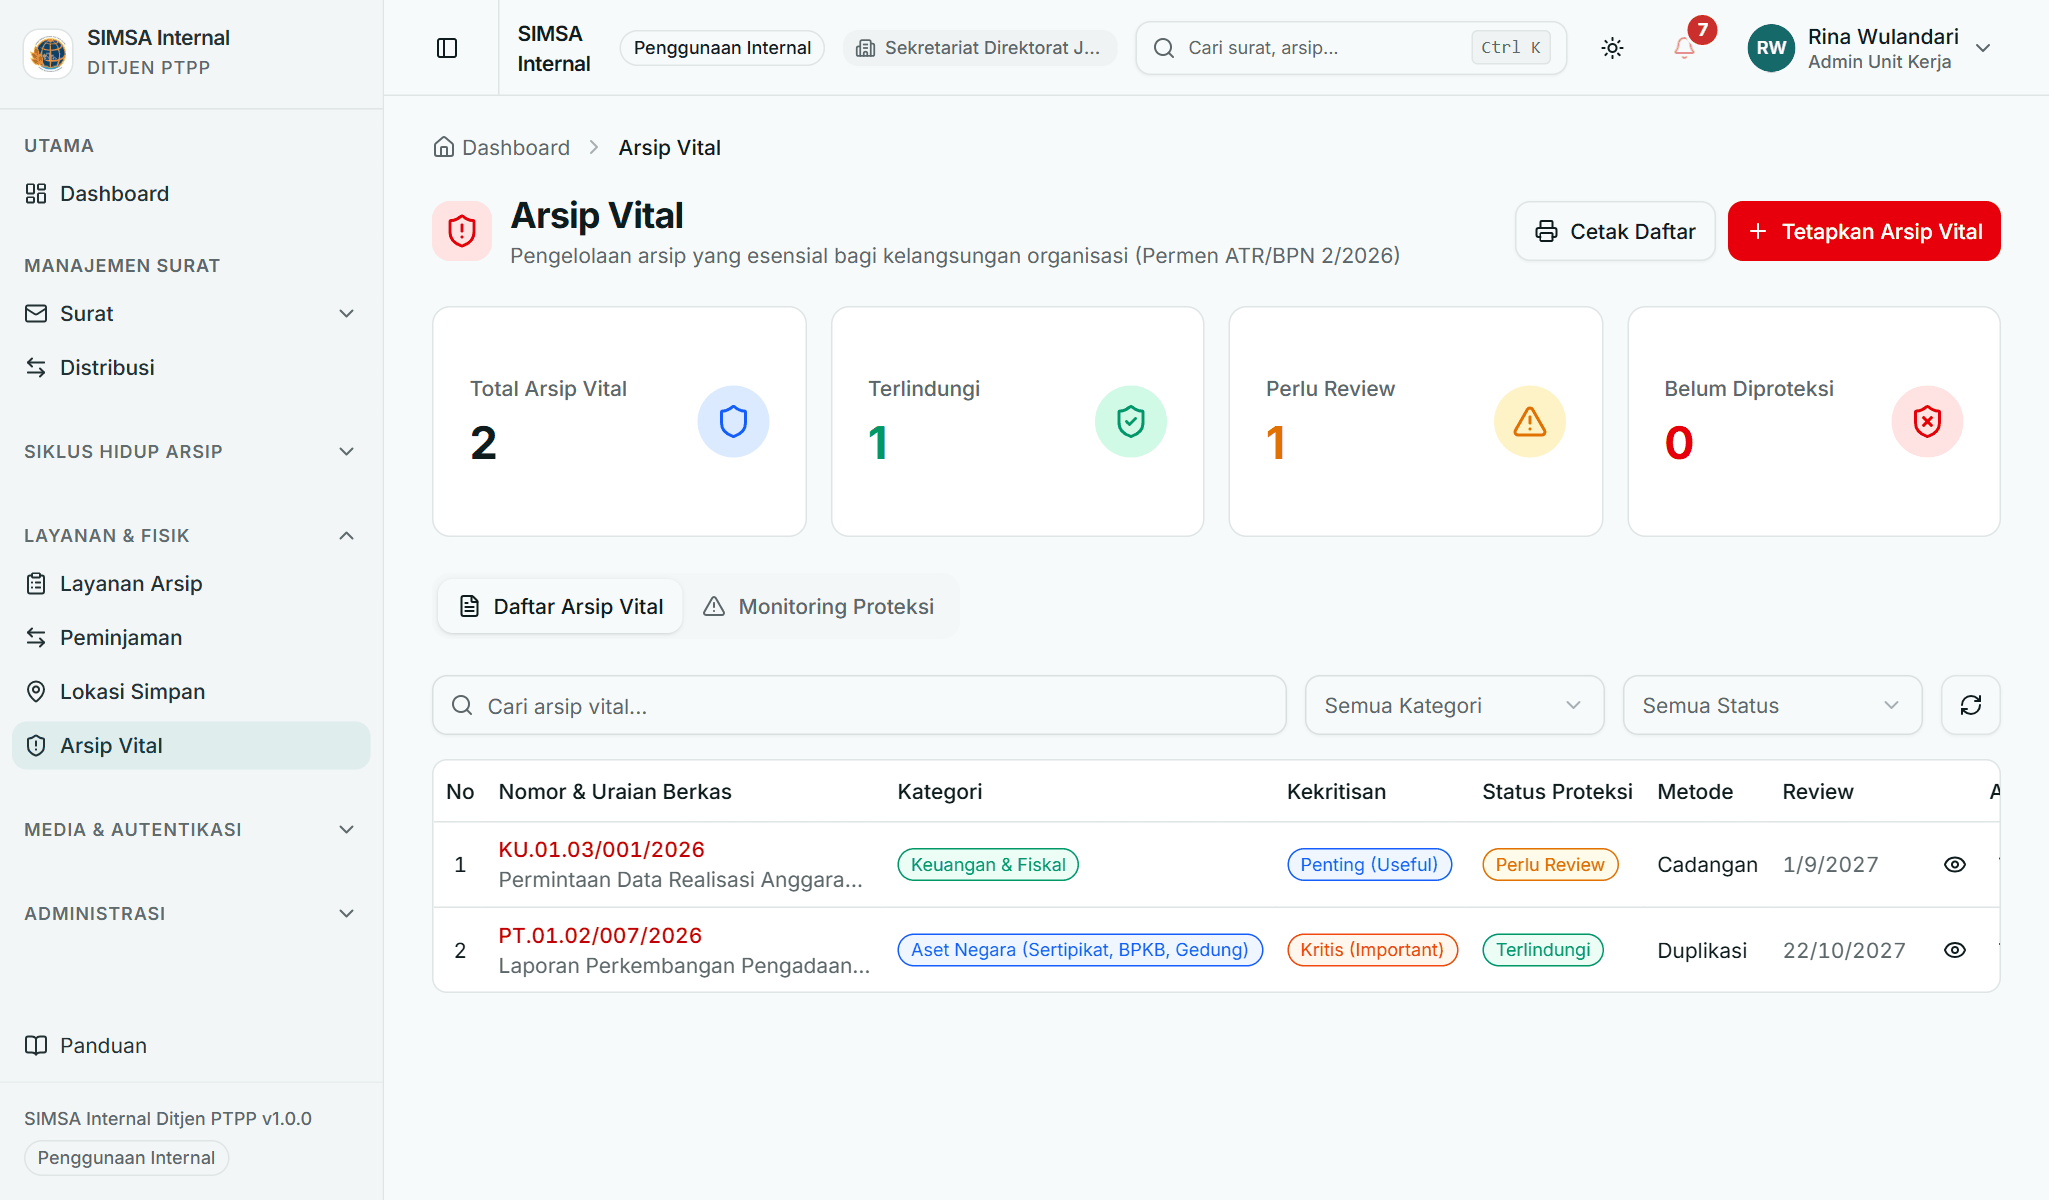 SIMSA Internal
DITJEN PTPP
UTAMA
Dashboard
MANAJEMEN SURAT
Surat
Distribusi
SIKLUS HIDUP ARSIP
LAYANAN & FISIK
Layanan Arsip
Peminjaman
Lokasi Simpan
Arsip Vital
MEDIA & AUTENTIKASI
ADMINISTRASI
Panduan
SIMSA Internal Ditjen PTPP v1.0.0
Penggunaan Internal
SIMSA
Internal
Penggunaan Internal
Sekretariat Direktorat J...
Cari surat, arsip...
Ctrl K
7
RW
Rina Wulandari
Admin Unit Kerja
Dashboard
Arsip Vital
Arsip Vital
Pengelolaan arsip yang esensial bagi kelangsungan organisasi (Permen ATR/BPN 2/2026)
Cetak Daftar
Tetapkan Arsip Vital
Total Arsip Vital
2
Terlindungi
1
Perlu Review
1
Belum Diproteksi
0
Daftar Arsip Vital
Monitoring Proteksi
Cari arsip vital...
Semua Kategori
Semua Status
No Nomor & Uraian Berkas Kategori Kekritisan Status Proteksi Metode Review
1 KU.01.03/001/2026 Keuangan & Fiskal Penting (Useful) Perlu Review Cadangan 1/9/2027
Permintaan Data Realisasi Anggara...
2 PT.01.02/007/2026 Aset Negara (Sertipikat, BPKB, Gedung) Kritis (Important) Terlindungi Duplikasi 22/10/2027
Laporan Perkembangan Pengadaan...